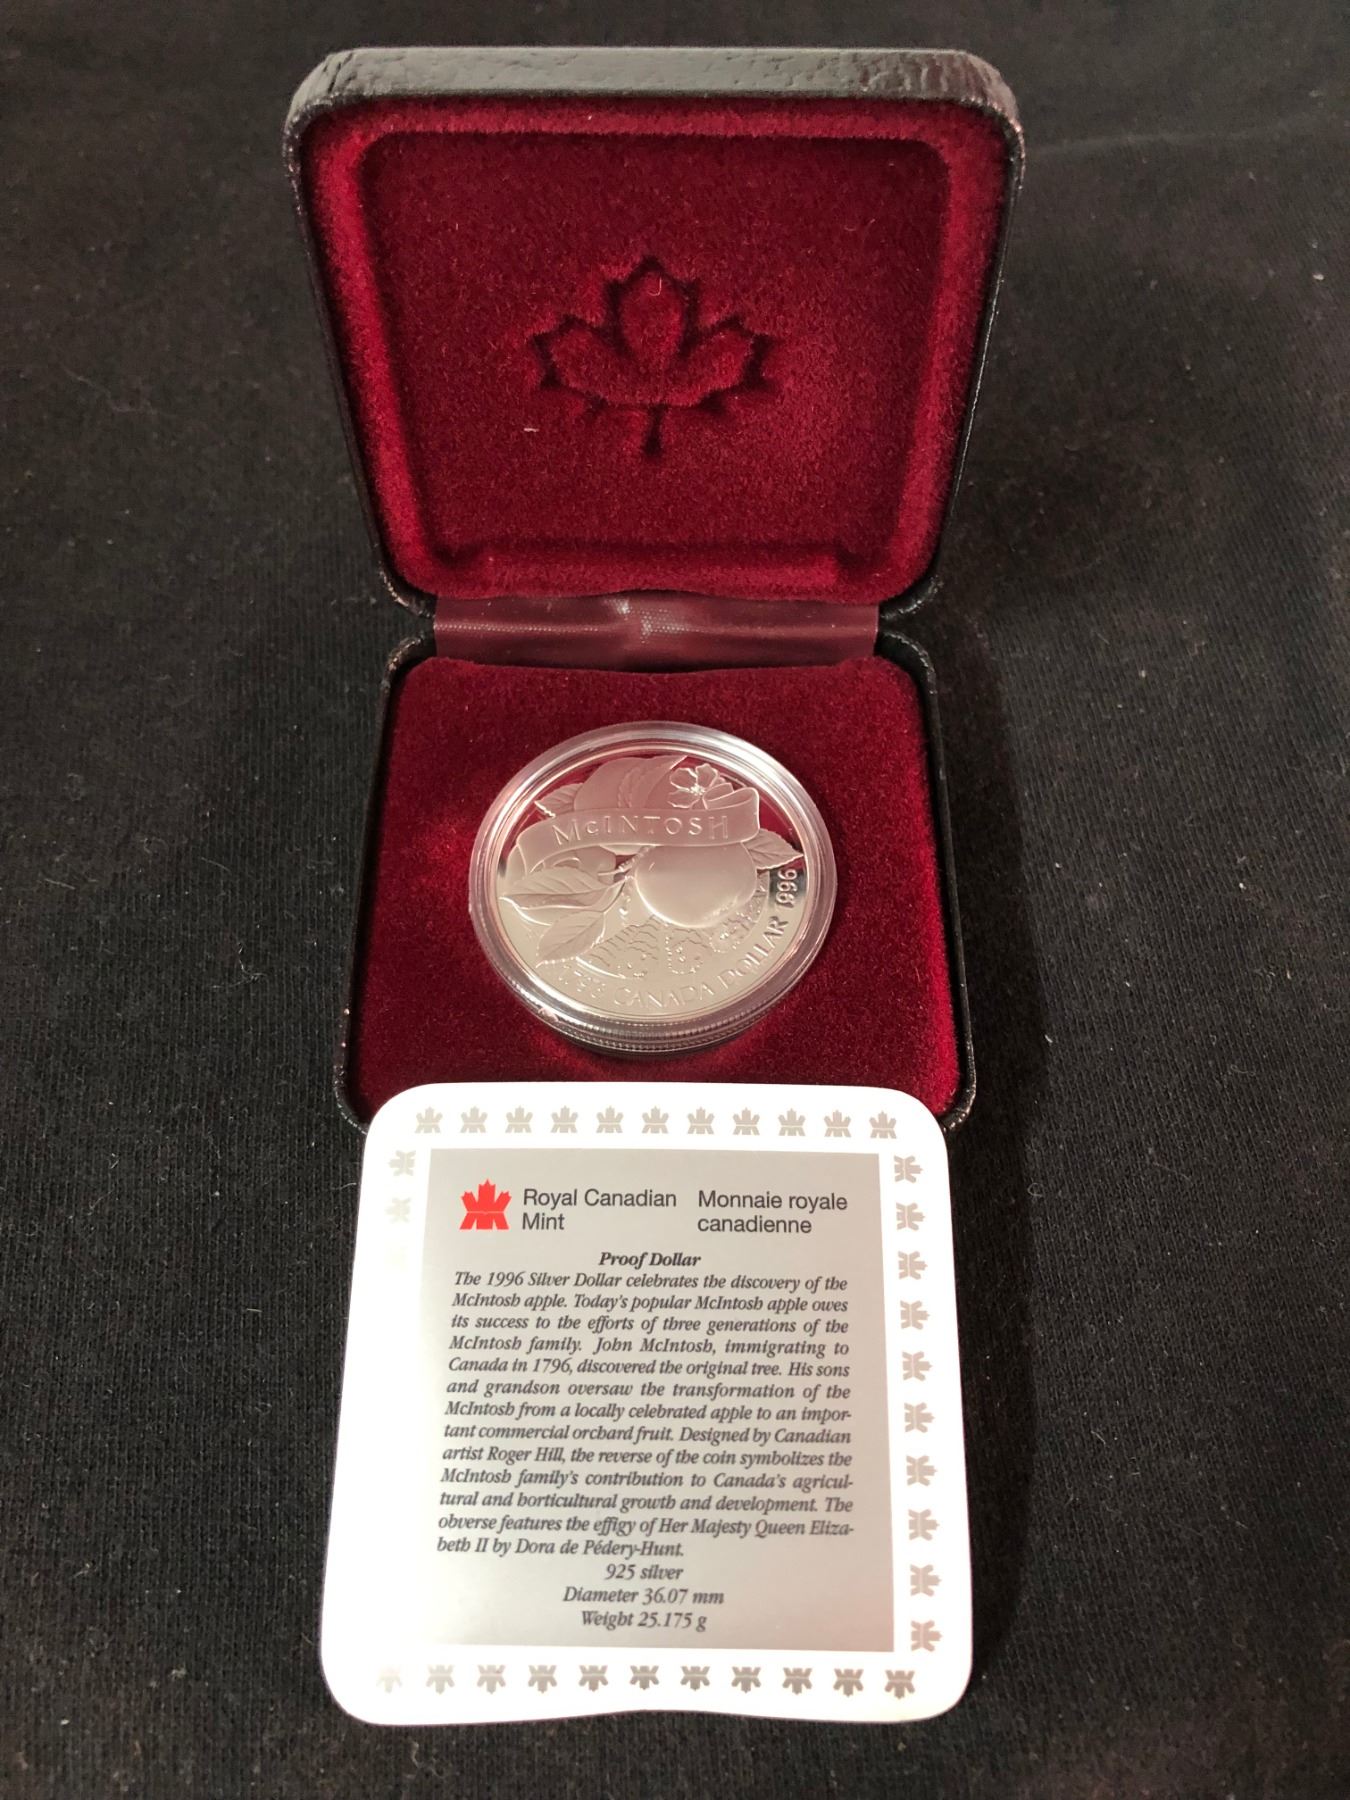 McINTOSH
1796 CANADA DOLLAR 1996
Royal Canadian Mint
Monnaie royale canadienne
Proof Dollar
The 1996 Silver Dollar celebrates the discovery of the
McIntosh apple. Today's popular McIntosh apple owes
its success to the efforts of three generations of the
McIntosh family. John McIntosh, immigrating to
Canada in 1796, discovered the original tree. His sons
and grandson oversaw the transformation of the
McIntosh from a locally celebrated apple to an impor-
tant commercial orchard fruit. Designed by Canadian
artist Roger Hill, the reverse of the coin symbolizes the
McIntosh family's contribution to Canada's agricul-
tural and horticultural growth and development. The
obverse features the effigy of Her Majesty Queen Eliza-
beth II by Dora de Pédery-Hunt.
925 silver
Diameter 36.07 mm
Weight 25.175 g